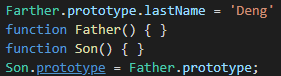 Farther.prototype.lastName = 'Deng'
function Father() { }
function Son() { }
Son.prototype = Father.prototype;